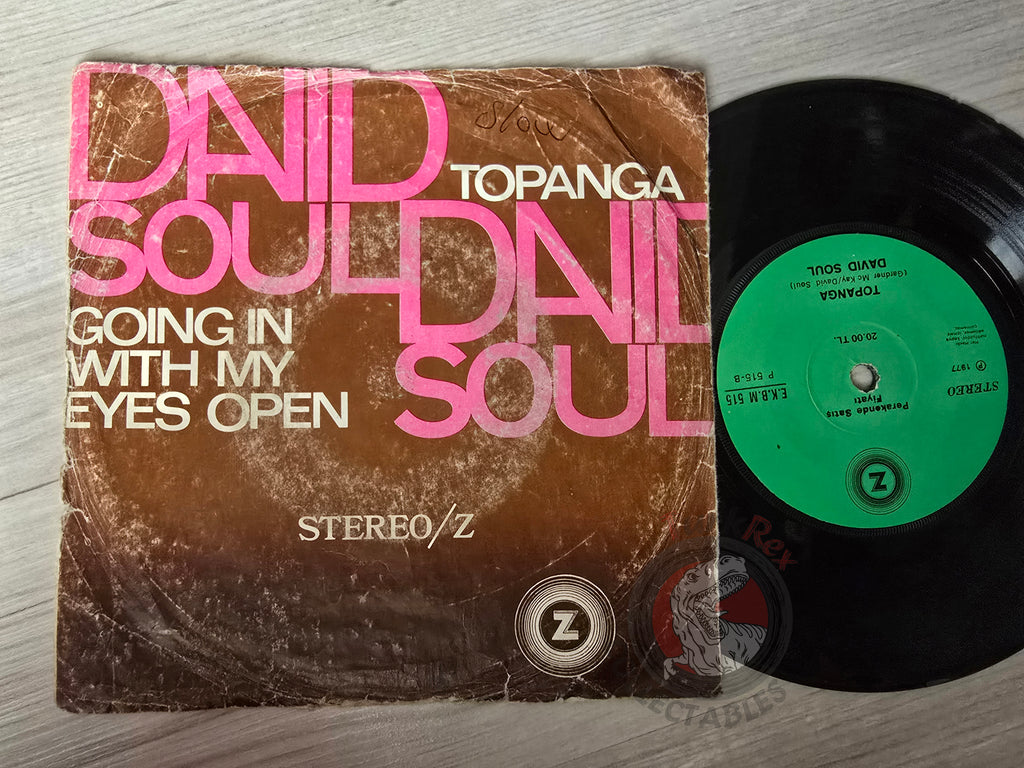 DAVID
Slow
TOPANGA
SOUL
DAVID
GOING IN
WITH MY
EYES OPEN
SOUL
STEREO/Z
Z
Z
STEREO
Ⓟ 1977
Perakende Satış
Fiyatı
20.00 TL.
E.K.B.M 515
P 515-B
TOPANGA
DAVID SOUL
(Gardner Mc Kay/David Soul)
Rex